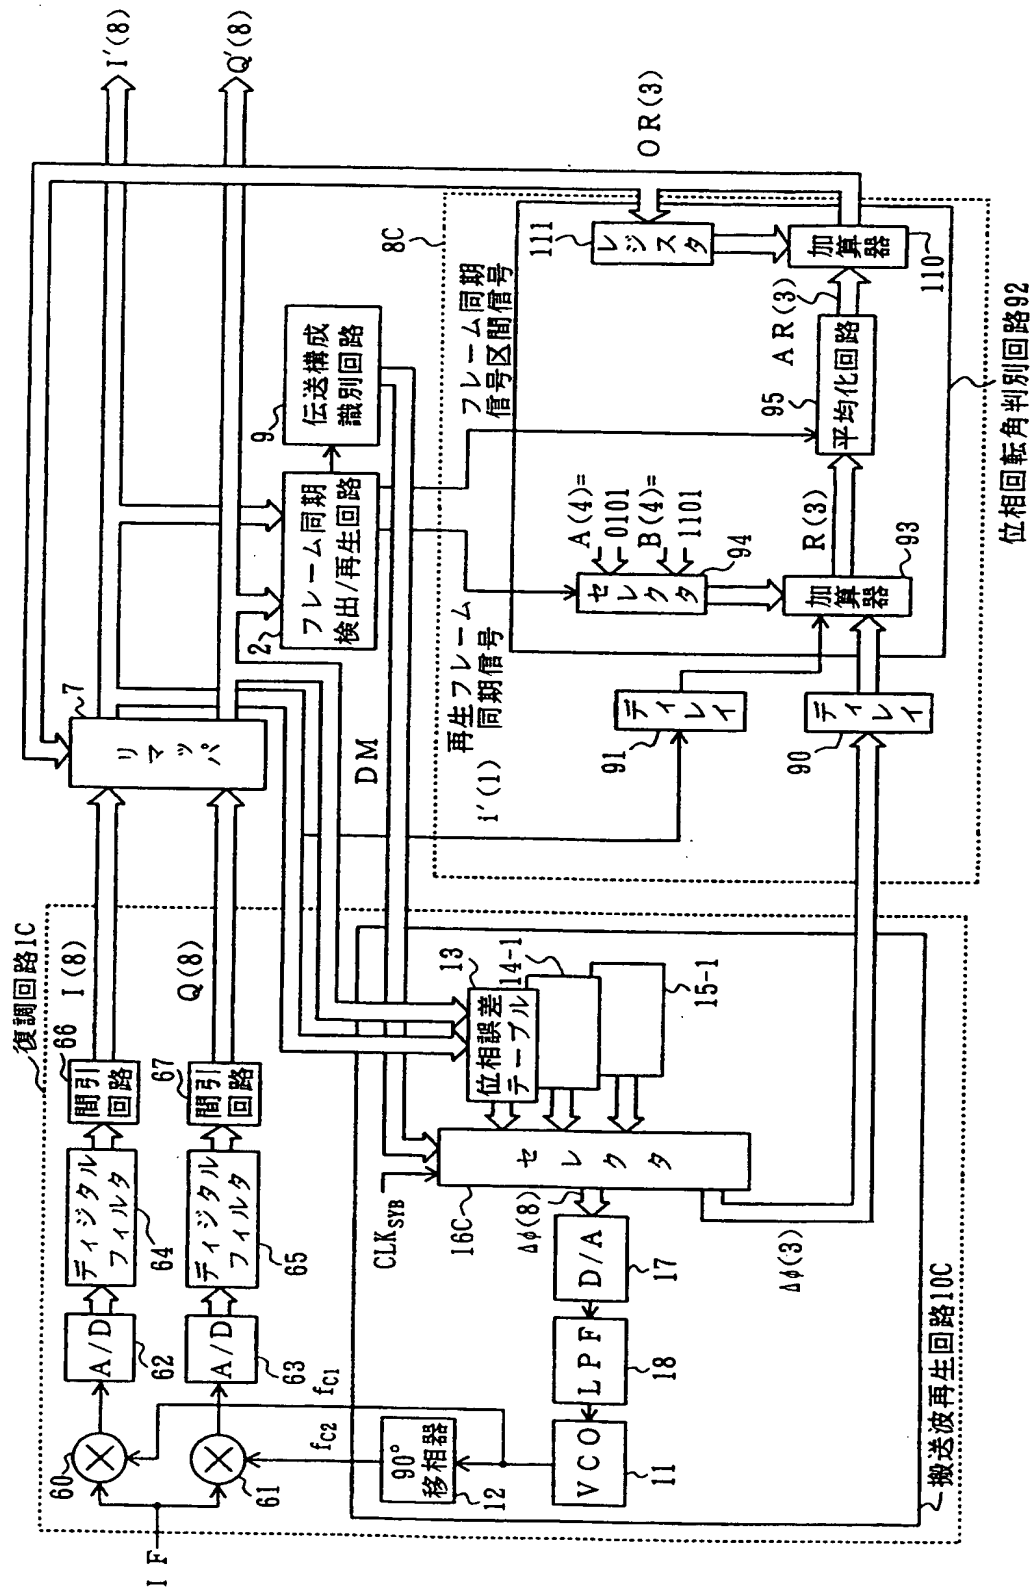 復調回路1C
IF
60
61
A/D
62
A/D
63
ディジタル
フィルタ
64
ディジタル
フィルタ
65
66
間引
回路
67
間引
回路
I(8)
Q(8)
7
リマッパ
I′(8)
Q′(8)
fC1
fC2
90°
移相器
12
VCO
11
LPF
18
D/A
17
Δφ(8)
Δφ(3)
CLKSYB
16C
セレクタ
13
位相誤差
テーブル
14-1
15-1
搬送波再生回路10C
DM
2
フレーム同期
検出/再生回路
9
伝送構成
識別回路
8C
再生フレーム
同期信号
フレーム同期
信号区間信号
I′(1)
91
ディレイ
90
ディレイ
A(4)=
0101
B(4)=
1101
セレクタ
94
加算器
93
R(3)
95
平均化回路
AR(3)
111
レジスタ
OR(3)
加算器
110
位相回転角判別回路92